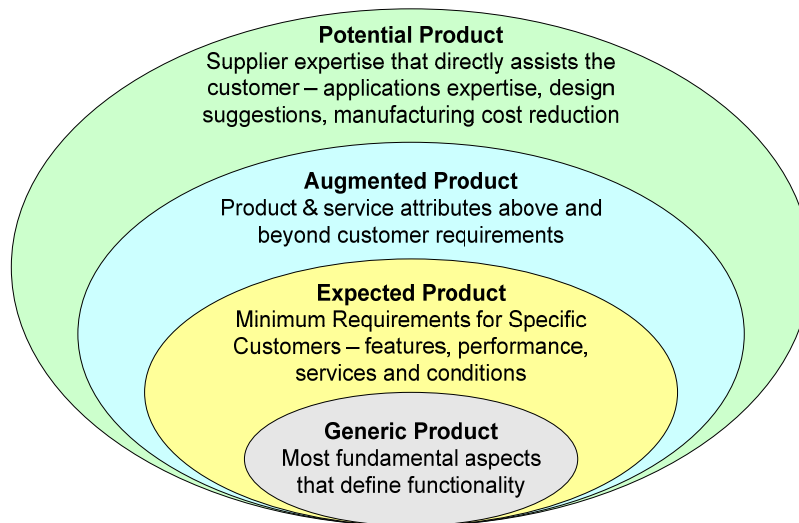 Potential Product
Supplier expertise that directly assists the
customer – applications expertise, design
suggestions, manufacturing cost reduction
Augmented Product
Product & service attributes above and
beyond customer requirements
Expected Product
Minimum Requirements for Specific
Customers – features, performance,
services and conditions
Generic Product
Most fundamental aspects
that define functionality